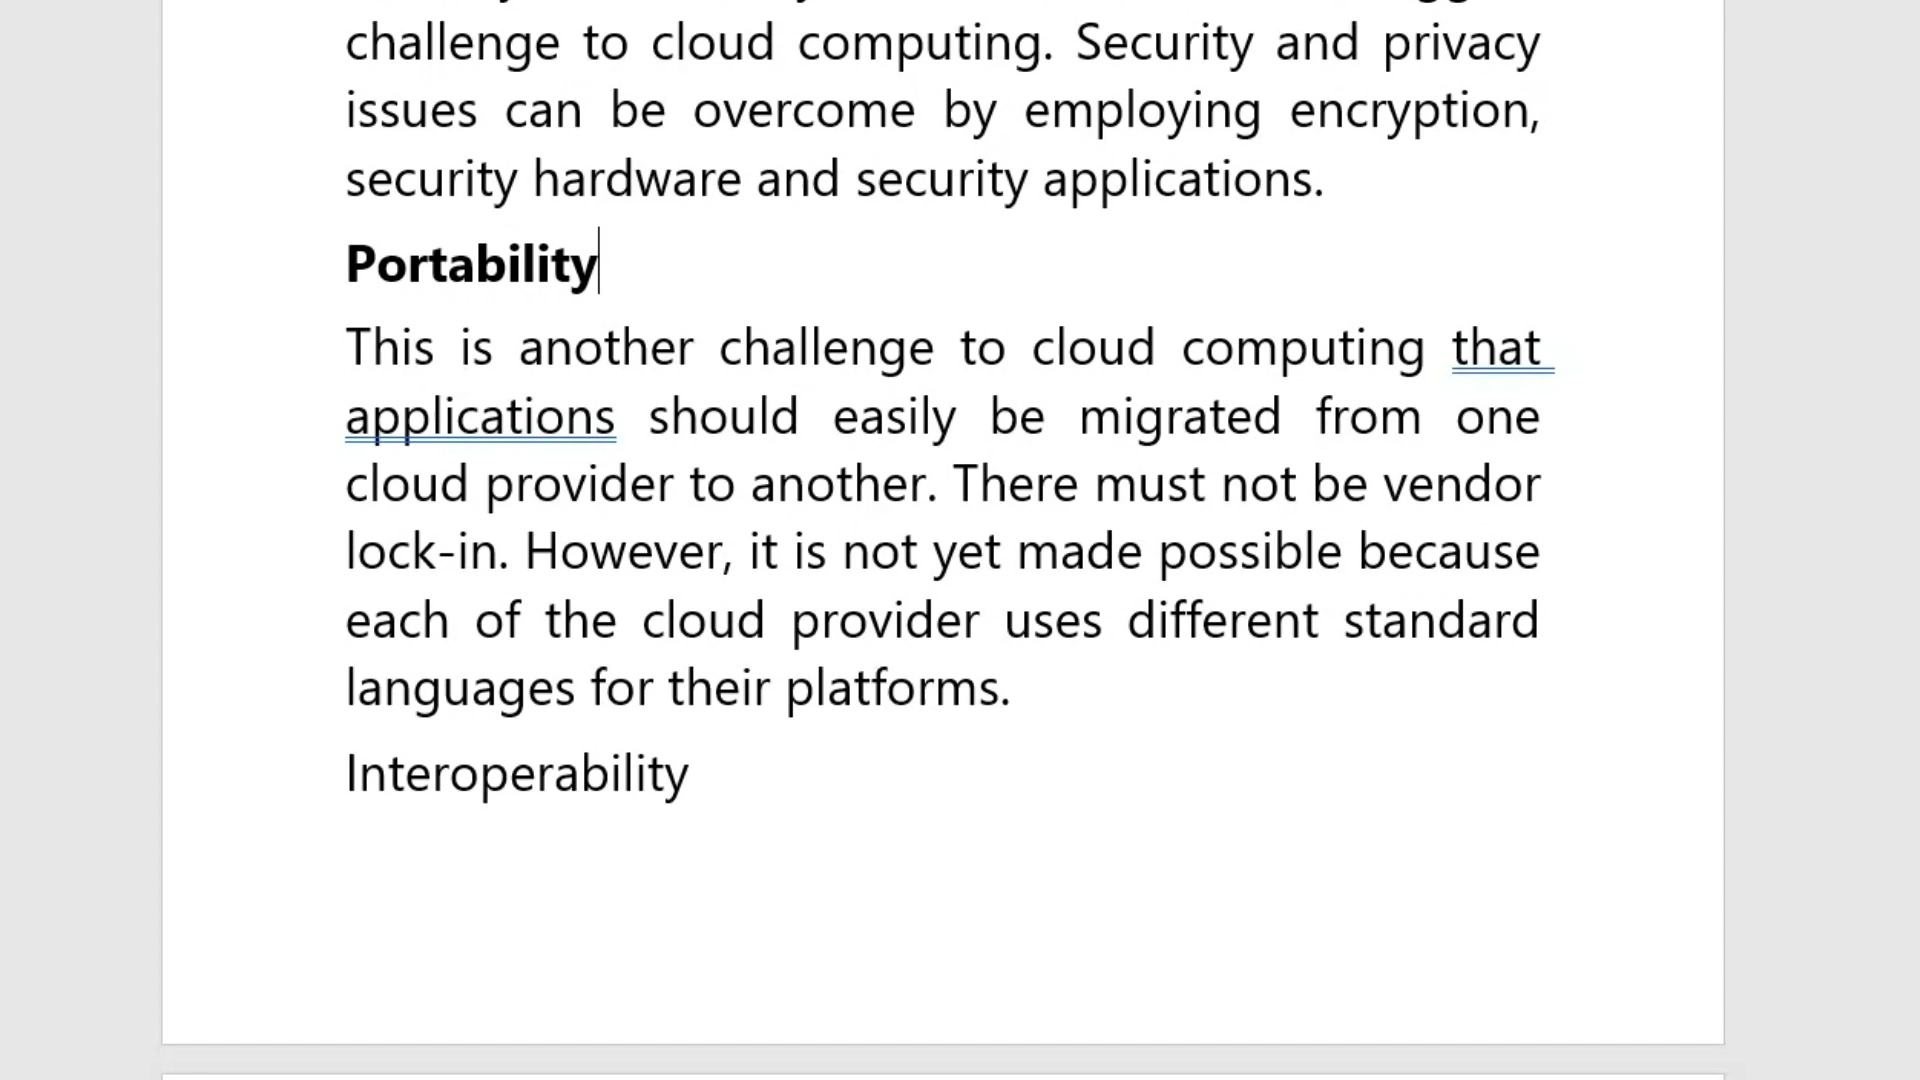 challenge to cloud computing. Security and privacy
issues can be overcome by employing encryption,
security hardware and security applications.
Portability
This is another challenge to cloud computing that
applications should easily be migrated from one
cloud provider to another. There must not be vendor
lock-in. However, it is not yet made possible because
each of the cloud provider uses different standard
languages for their platforms.
Interoperability